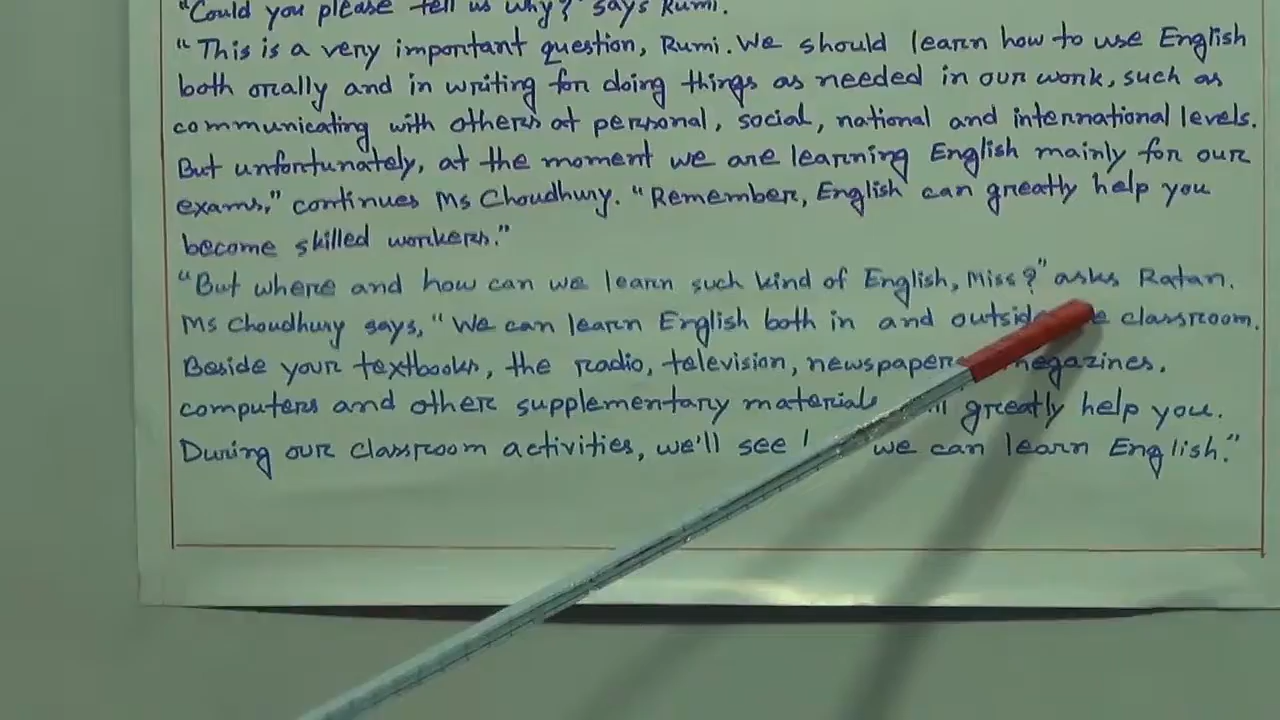 "Could you please tell us why?" says Rumi.
"This is a very important question, Rumi. We should learn how to use English
both orally and in writing for doing things as needed in our work, such as
communicating with others at personal, social, national and international levels.
But unfortunately, at the moment we are learning English mainly for our
exams," continues Ms Choudhury. "Remember, English can greatly help you
become skilled workers."
"But where and how can we learn such kind of English, Miss?" asks Ratan.
Ms Choudhury says, "We can learn English both in and outside classroom.
Beside your textbooks, the radio, television, newspapers megazines,
computers and other supplementary materials greatly help you.
During our classroom activities, we'll see we can learn English."